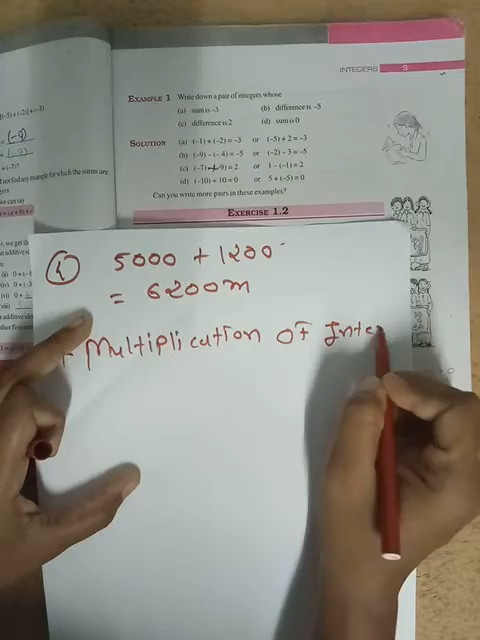 INTEGERS 9
EXAMPLE 1 Write down a pair of integers whose
(a) sum is –3 (b) difference is –5
(c) difference is 2 (d) sum is 0
SOLUTION (a) (–1) + (–2) = –3 or (–5) + 2 = –3
(b) (–9) – (–4) = –5 or (–2) – 3 = –5
(c) (–7) – (–9) = 2 or 1 – (–1) = 2
(d) (–10) + 10 = 0 or 5 + (–5) = 0
Can you write more pairs in these examples?
EXERCISE 1.2
5000 + 1200
= 6200m
Multiplication of Inte